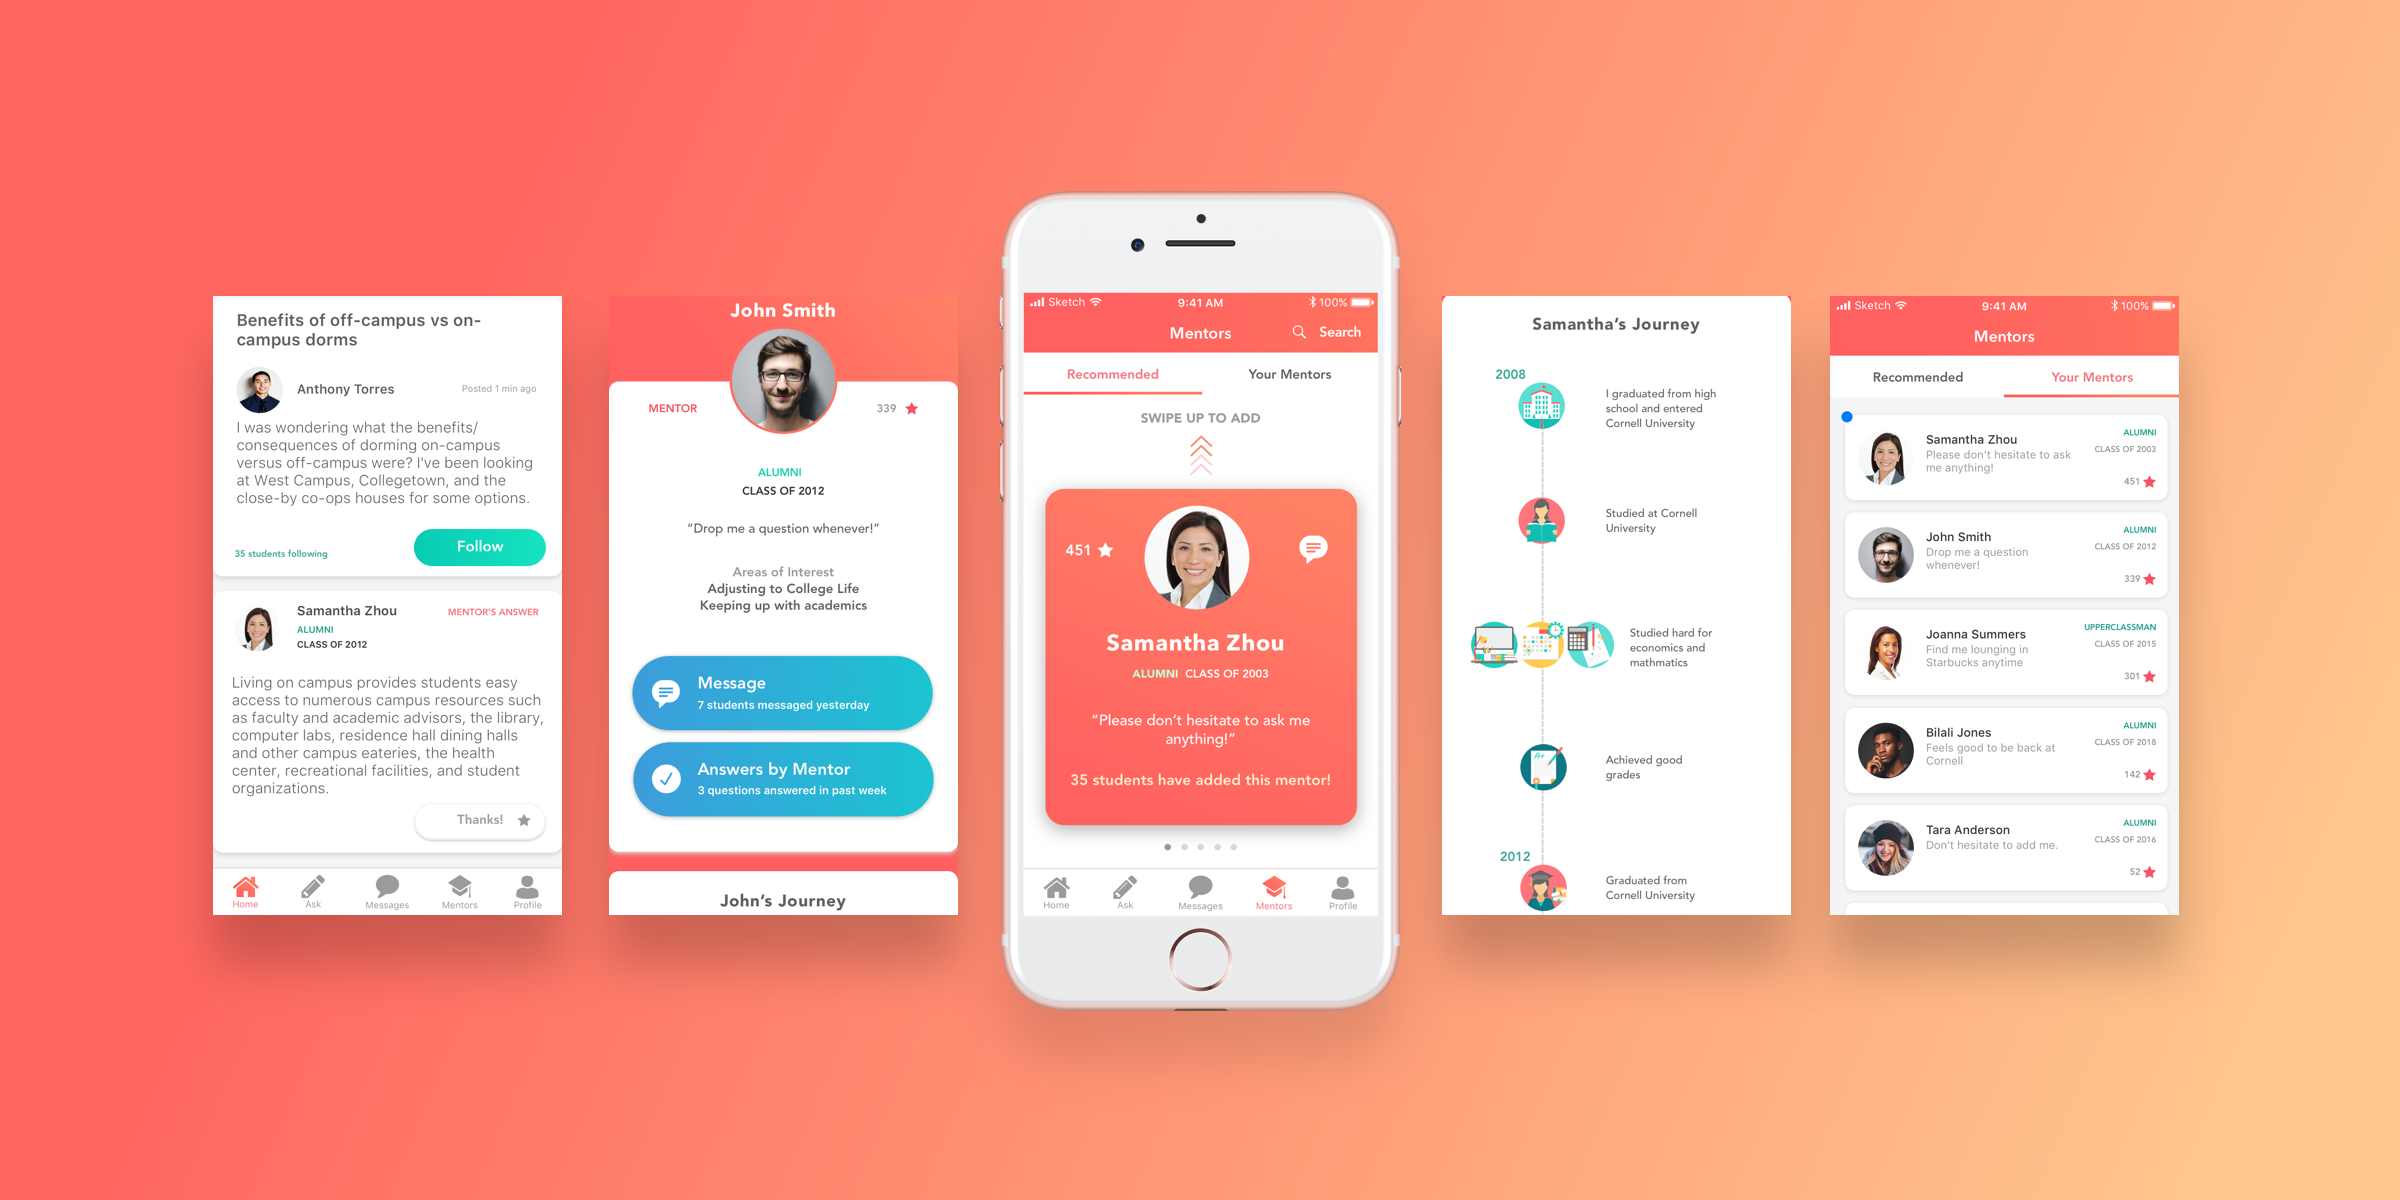 Benefits of off-campus vs on-
campus dorms
Anthony Torres
Posted 1 min ago
I was wondering what the benefits/
consequences of dorming on-campus
versus off-campus were? I've been looking
at West Campus, Collegetown, and the
close-by co-ops houses for some options.
35 students following
Follow
Samantha Zhou
MENTOR'S ANSWER
ALUMNI
CLASS OF 2012
Living on campus provides students easy
access to numerous campus resources such
as faculty and academic advisors, the library,
computer labs, residence hall dining halls
and other campus eateries, the health
center, recreational facilities, and student
organizations.
Thanks!
Home
Ask
Messages
Mentors
Profile
John Smith
MENTOR
339
ALUMNI
CLASS OF 2012
“Drop me a question whenever!”
Areas of Interest
Adjusting to College Life
Keeping up with academics
Message
7 students messaged yesterday
Answers by Mentor
3 questions answered in past week
John’s Journey
Sketch
9:41 AM
100%
Mentors
Search
Recommended
Your Mentors
SWIPE UP TO ADD
451
Samantha Zhou
ALUMNI CLASS OF 2003
“Please don’t hesitate to ask me
anything!”
35 students have added this mentor!
Home
Ask
Messages
Mentors
Profile
Samantha’s Journey
2008
I graduated from high
school and entered
Cornell University
Studied at Cornell
University
Studied hard for
economics and
mathmatics
A+
Achieved good
grades
2012
Graduated from
Cornell University
Sketch
9:41 AM
100%
Mentors
Recommended
Your Mentors
Samantha Zhou
Please don't hesitate to ask
me anything!
ALUMNI
CLASS OF 2003
451
John Smith
Drop me a question
whenever!
ALUMNI
CLASS OF 2012
339
Joanna Summers
Find me lounging in
Starbucks anytime
UPPERCLASSMAN
CLASS OF 2015
301
Bilali Jones
Feels good to be back at
Cornell
ALUMNI
CLASS OF 2018
142
Tara Anderson
Don't hesitate to add me.
ALUMNI
CLASS OF 2016
52